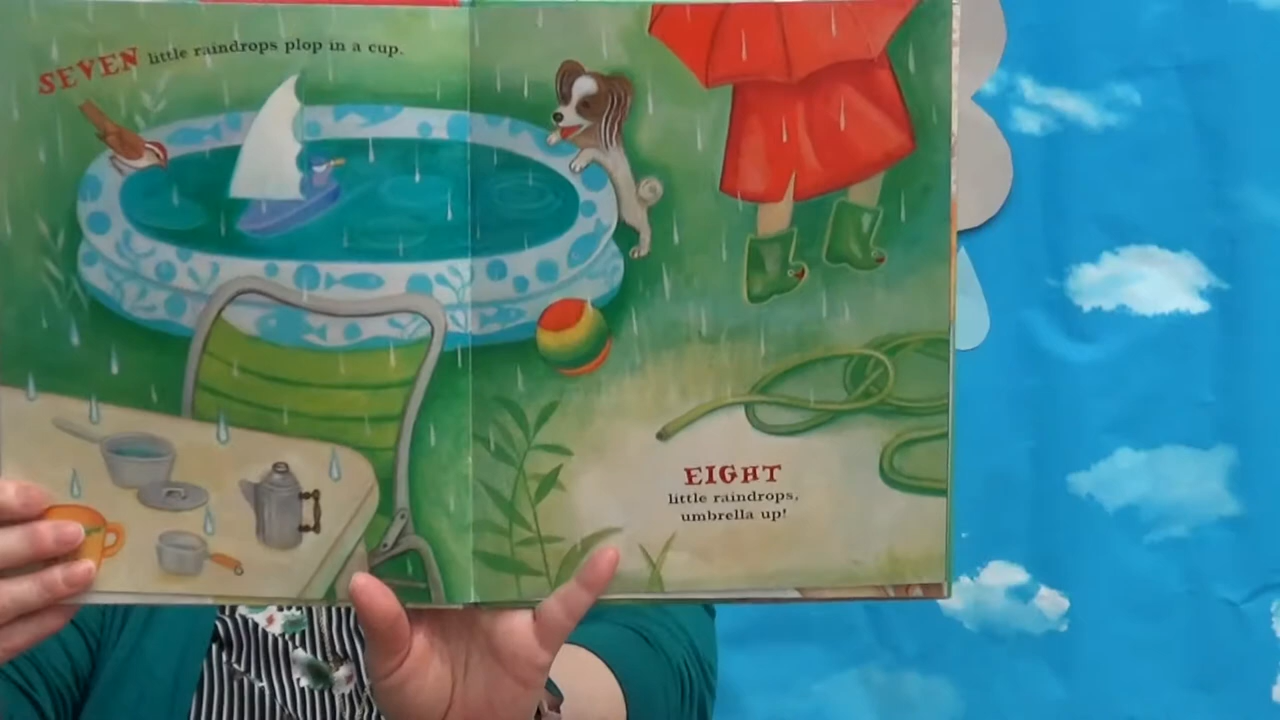 SEVEN little raindrops plop in a cup.
EIGHT
little raindrops,
umbrella up!